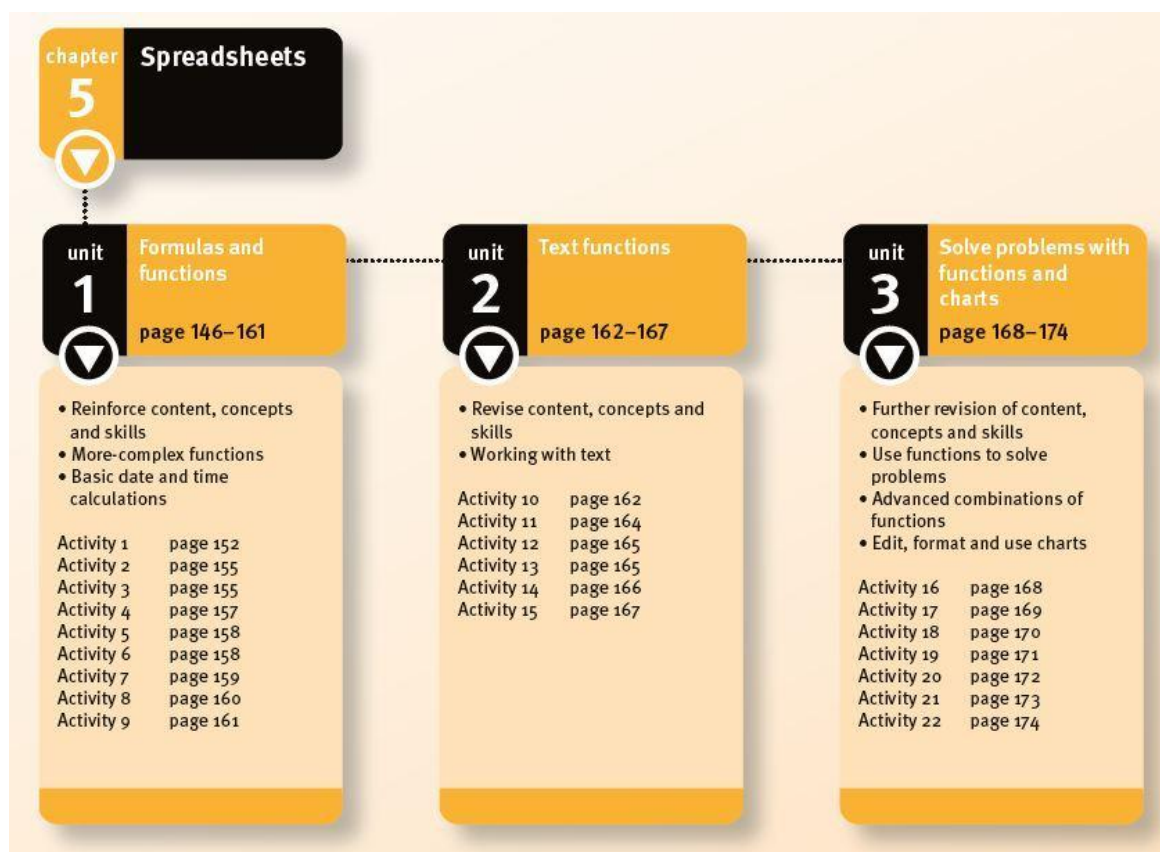 chapter
5
Spreadsheets
unit
1
Formulas and
functions
page 146–161
• Reinforce content, concepts
and skills
• More-complex functions
• Basic date and time
calculations
Activity 1 page 152
Activity 2 page 155
Activity 3 page 155
Activity 4 page 157
Activity 5 page 158
Activity 6 page 158
Activity 7 page 159
Activity 8 page 160
Activity 9 page 161
unit
2
Text functions
page 162–167
• Revise content, concepts and
skills
• Working with text
Activity 10 page 162
Activity 11 page 164
Activity 12 page 165
Activity 13 page 165
Activity 14 page 166
Activity 15 page 167
unit
3
Solve problems with
functions and
charts
page 168–174
• Further revision of content,
concepts and skills
• Use functions to solve
problems
• Advanced combinations of
functions
• Edit, format and use charts
Activity 16 page 168
Activity 17 page 169
Activity 18 page 170
Activity 19 page 171
Activity 20 page 172
Activity 21 page 173
Activity 22 page 174